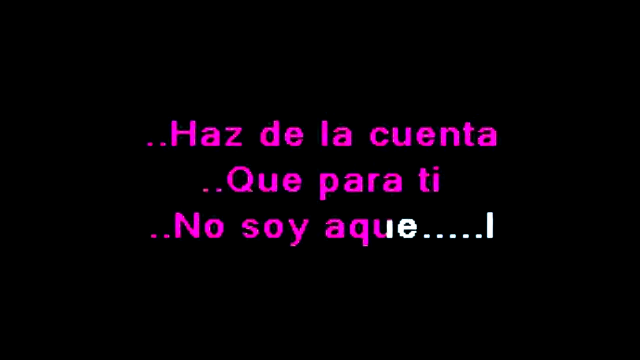 ..Haz de la cuenta
..Que para ti
..No soy aque.....l